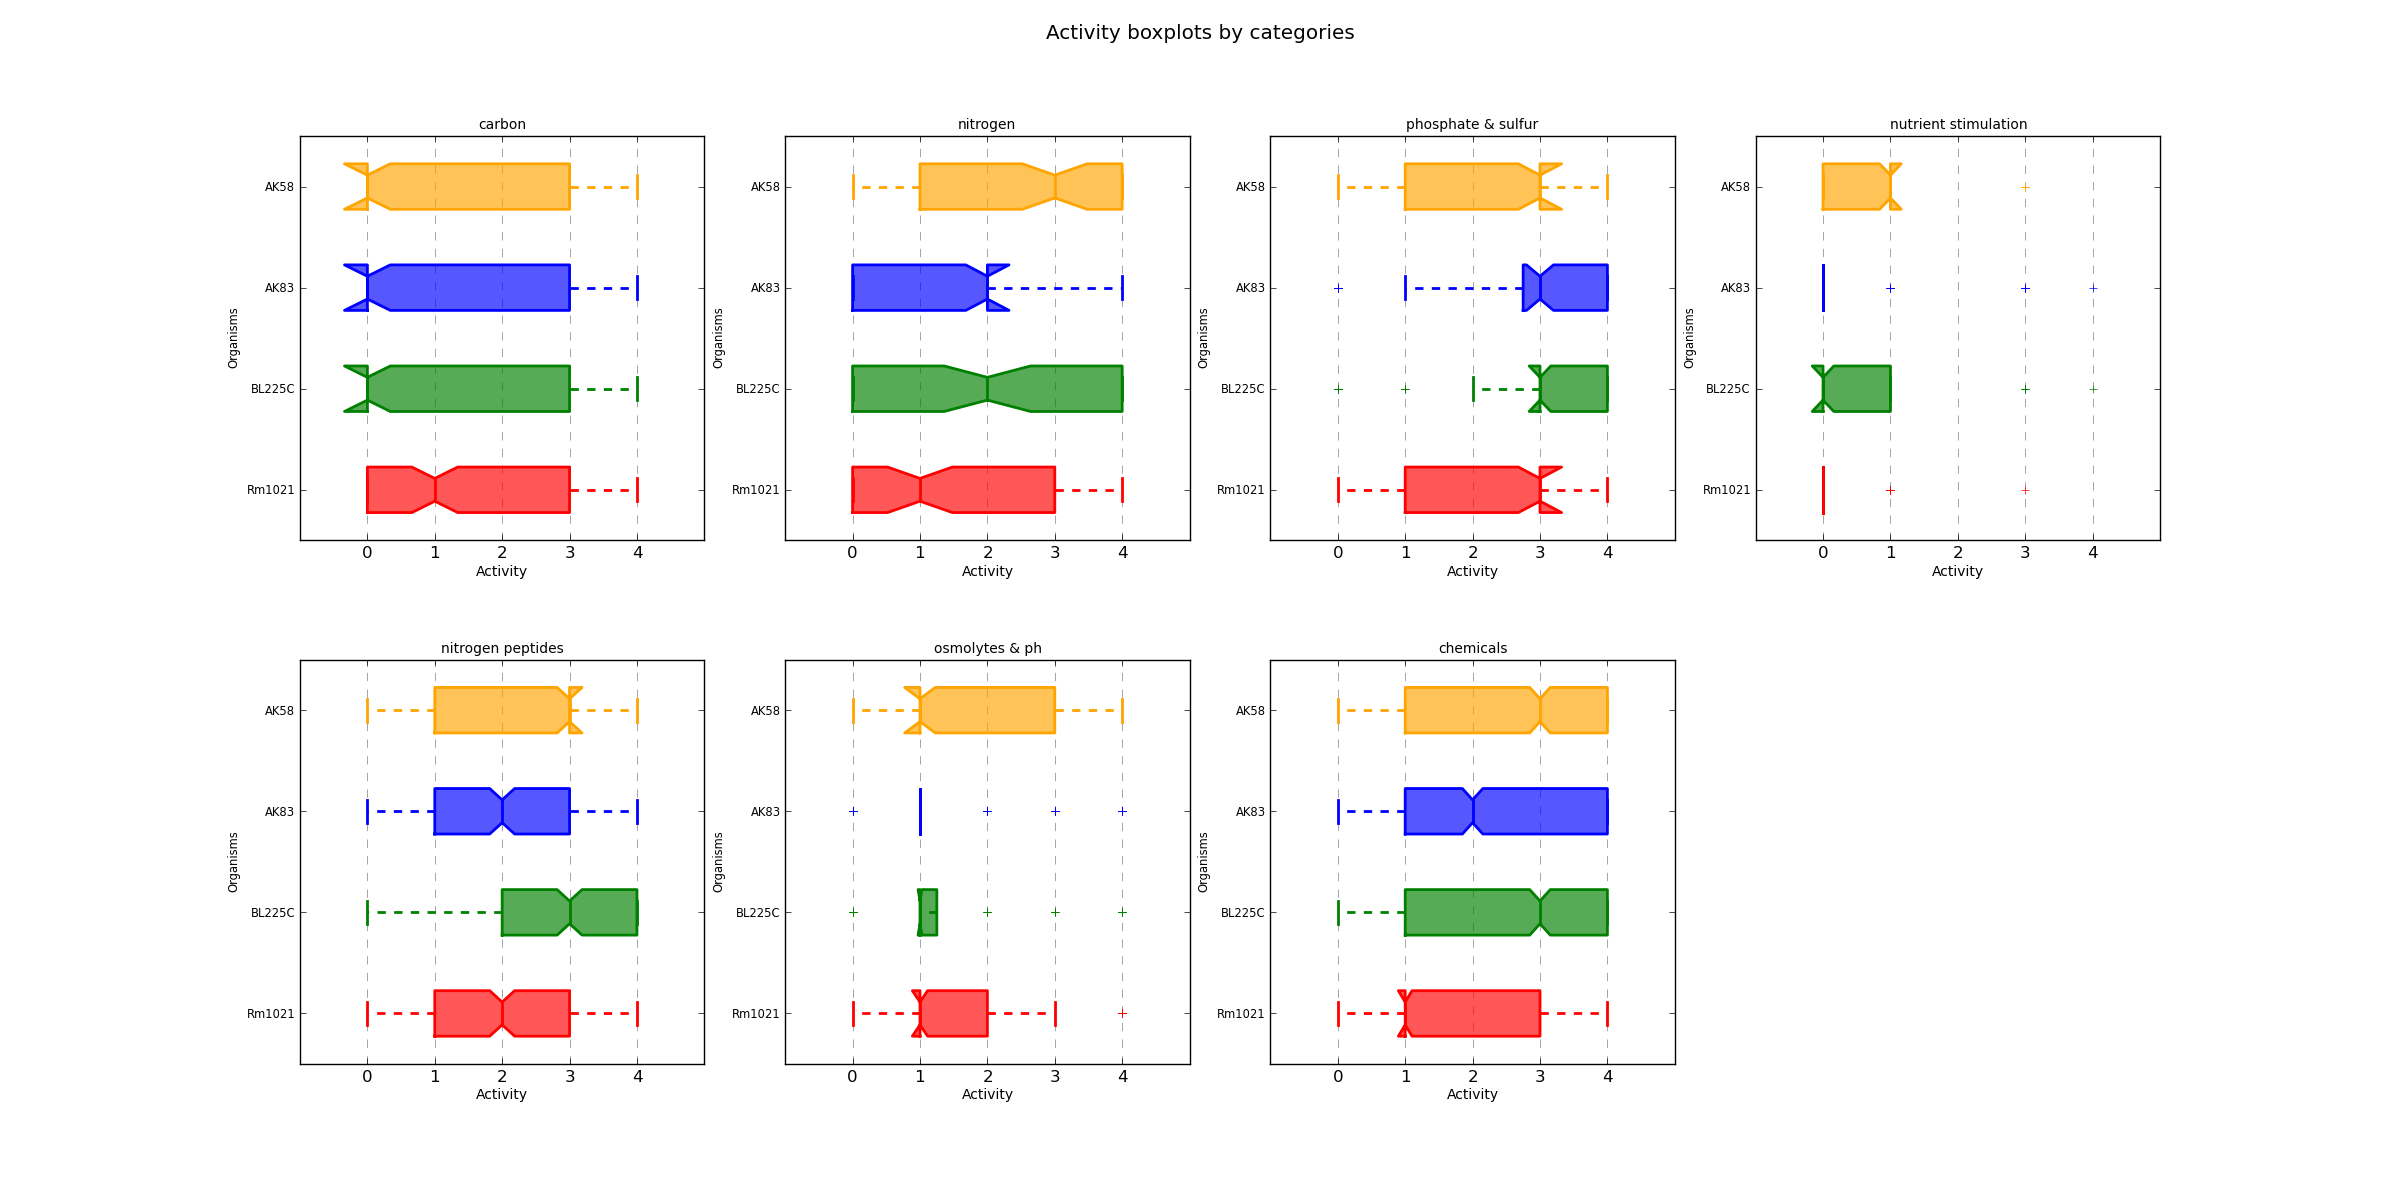 Activity boxplots by categories
carbon
AK58
AK83
BL225C
Rm1021
Organisms
0 1 2 3 4
Activity
nitrogen
AK58
AK83
BL225C
Rm1021
Organisms
0 1 2 3 4
Activity
phosphate & sulfur
AK58
AK83
BL225C
Rm1021
Organisms
0 1 2 3 4
Activity
nutrient stimulation
AK58
AK83
BL225C
Rm1021
Organisms
0 1 2 3 4
Activity
nitrogen peptides
AK58
AK83
BL225C
Rm1021
Organisms
0 1 2 3 4
Activity
osmolytes & ph
AK58
AK83
BL225C
Rm1021
Organisms
0 1 2 3 4
Activity
chemicals
AK58
AK83
BL225C
Rm1021
Organisms
0 1 2 3 4
Activity